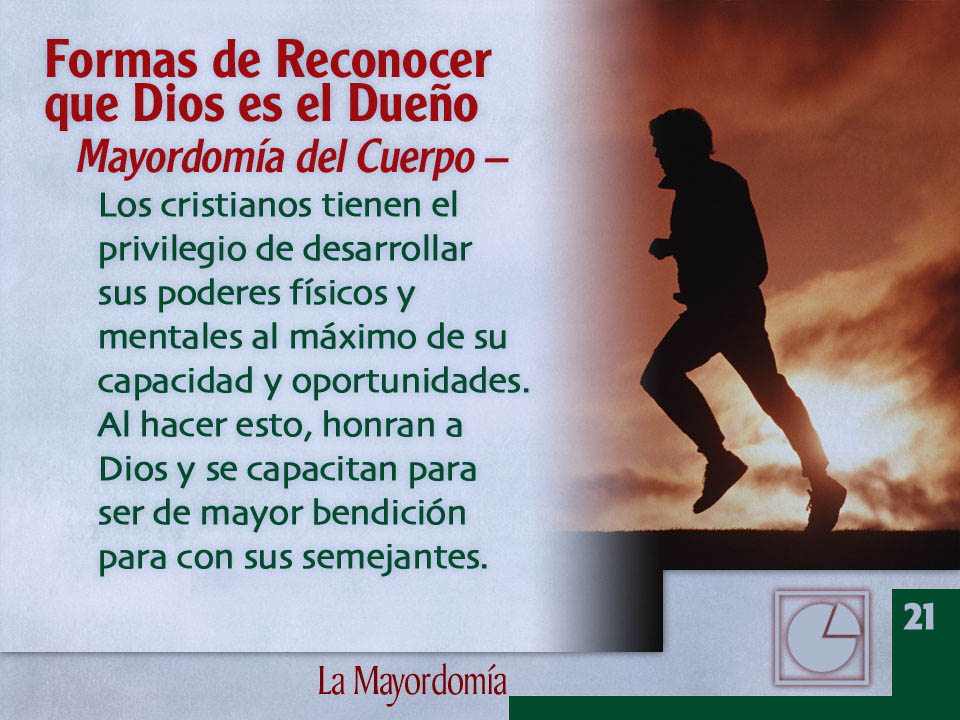 Formas de Reconocer
que Dios es el Dueño
Mayordomía del Cuerpo –
Los cristianos tienen el
privilegio de desarrollar
sus poderes físicos y
mentales al máximo de su
capacidad y oportunidades.
Al hacer esto, honran a
Dios y se capacitan para
ser de mayor bendición
para con sus semejantes.
21
La Mayordomía